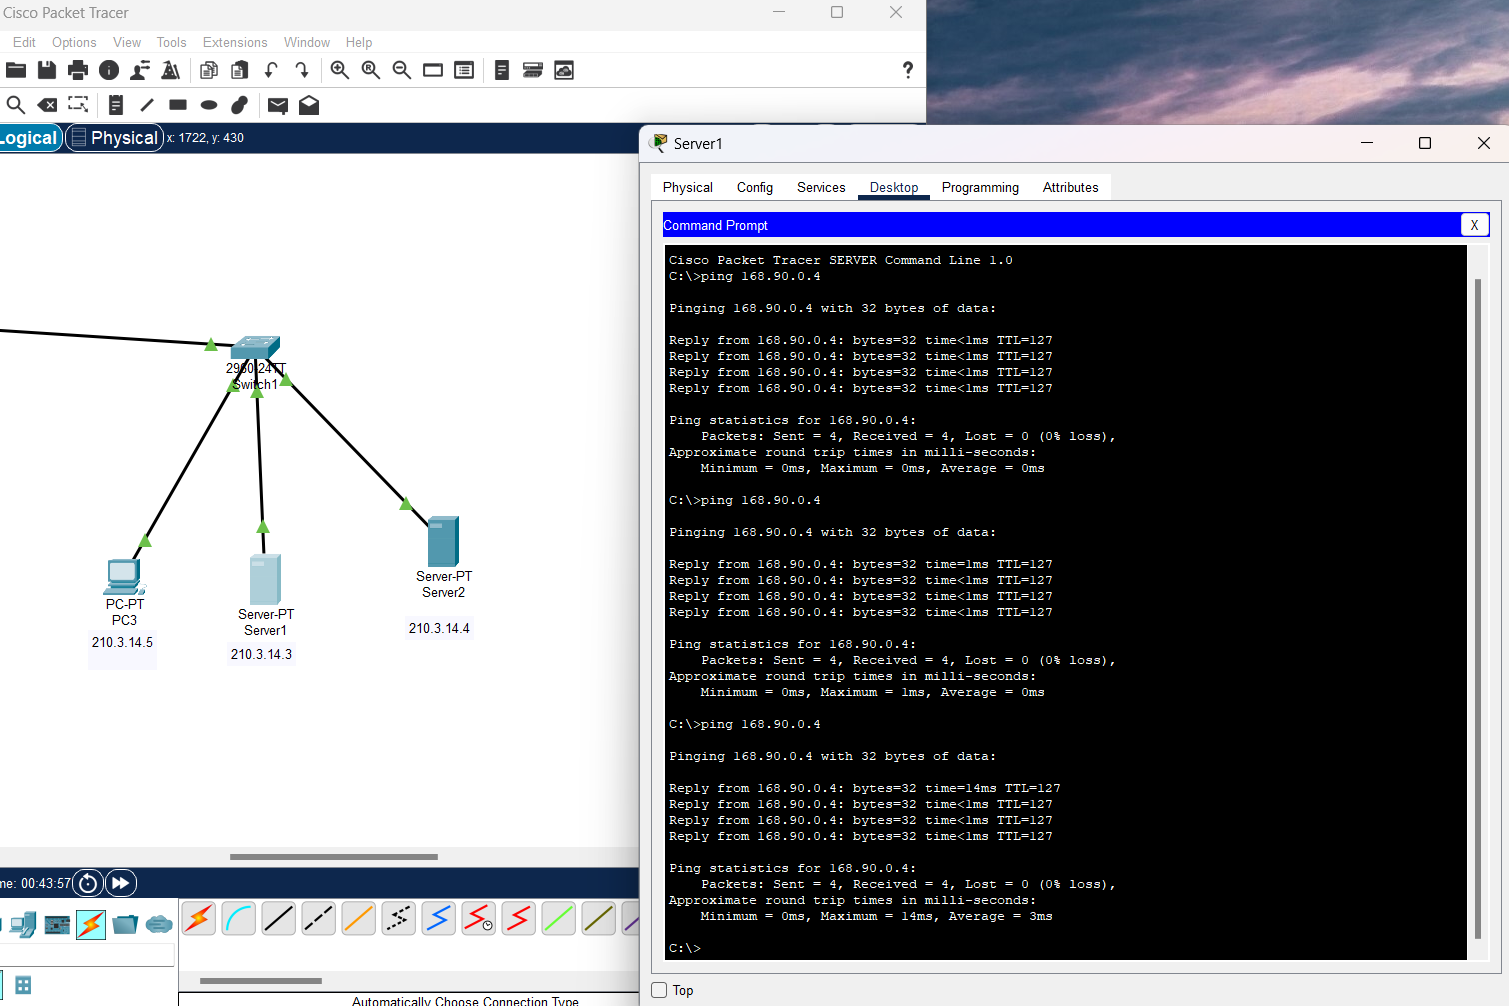 Cisco Packet Tracer
Edit Options View Tools Extensions Window Help
?
Logical Physical x: 1722, y: 430
2960-24TT
Switch1
PC-PT
PC3
210.3.14.5
Server-PT
Server1
210.3.14.3
Server-PT
Server2
210.3.14.4
me: 00:43:57
Automatically Choose Connection Type
Server1
Physical Config Services Desktop Programming Attributes
Command Prompt X
Cisco Packet Tracer SERVER Command Line 1.0
C:\>ping 168.90.0.4
Pinging 168.90.0.4 with 32 bytes of data:
Reply from 168.90.0.4: bytes=32 time<1ms TTL=127
Reply from 168.90.0.4: bytes=32 time<1ms TTL=127
Reply from 168.90.0.4: bytes=32 time<1ms TTL=127
Reply from 168.90.0.4: bytes=32 time<1ms TTL=127
Ping statistics for 168.90.0.4:
Packets: Sent = 4, Received = 4, Lost = 0 (0% loss),
Approximate round trip times in milli-seconds:
Minimum = 0ms, Maximum = 0ms, Average = 0ms
C:\>ping 168.90.0.4
Pinging 168.90.0.4 with 32 bytes of data:
Reply from 168.90.0.4: bytes=32 time=1ms TTL=127
Reply from 168.90.0.4: bytes=32 time<1ms TTL=127
Reply from 168.90.0.4: bytes=32 time<1ms TTL=127
Reply from 168.90.0.4: bytes=32 time<1ms TTL=127
Ping statistics for 168.90.0.4:
Packets: Sent = 4, Received = 4, Lost = 0 (0% loss),
Approximate round trip times in milli-seconds:
Minimum = 0ms, Maximum = 1ms, Average = 0ms
C:\>ping 168.90.0.4
Pinging 168.90.0.4 with 32 bytes of data:
Reply from 168.90.0.4: bytes=32 time=14ms TTL=127
Reply from 168.90.0.4: bytes=32 time<1ms TTL=127
Reply from 168.90.0.4: bytes=32 time<1ms TTL=127
Reply from 168.90.0.4: bytes=32 time<1ms TTL=127
Ping statistics for 168.90.0.4:
Packets: Sent = 4, Received = 4, Lost = 0 (0% loss),
Approximate round trip times in milli-seconds:
Minimum = 0ms, Maximum = 14ms, Average = 3ms
C:\>
Top